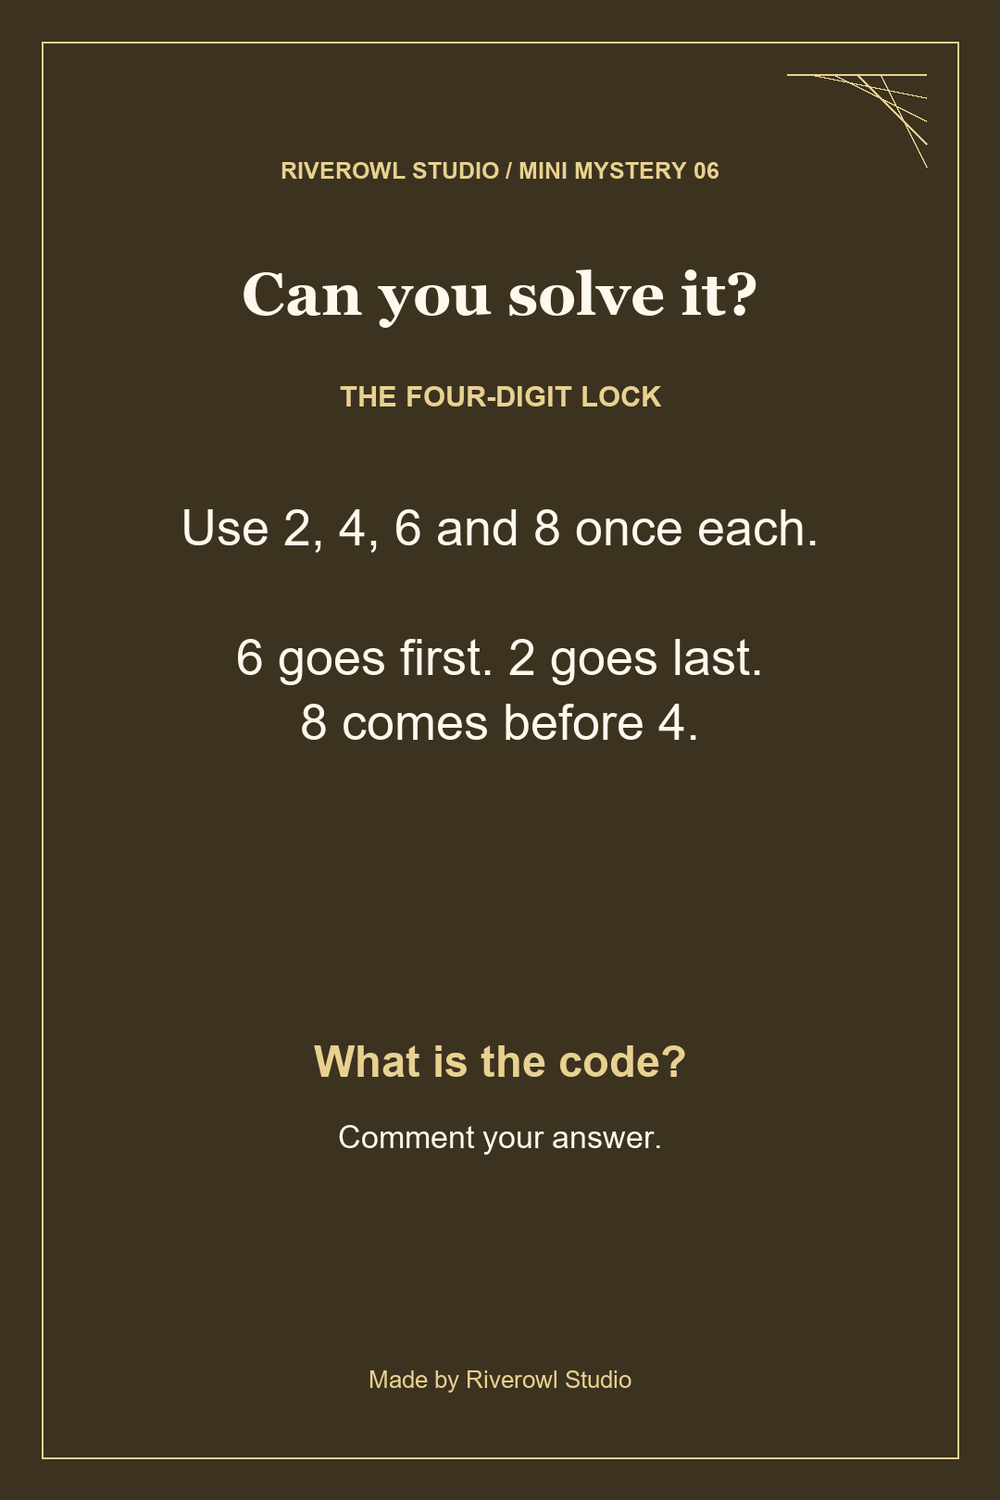 RIVEROWL STUDIO / MINI MYSTERY 06
Can you solve it?
THE FOUR-DIGIT LOCK
Use 2, 4, 6 and 8 once each.
6 goes first. 2 goes last.
8 comes before 4.
What is the code?
Comment your answer.
Made by Riverowl Studio